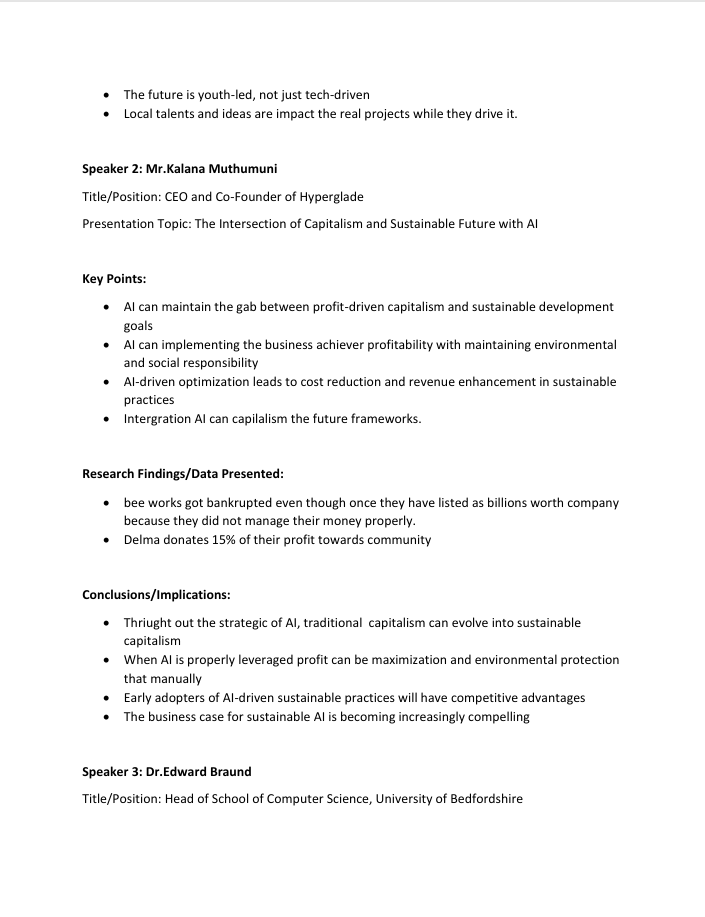 • The future is youth-led, not just tech-driven
• Local talents and ideas are impact the real projects while they drive it.
Speaker 2: Mr.Kalana Muthumuni
Title/Position: CEO and Co-Founder of Hyperglade
Presentation Topic: The Intersection of Capitalism and Sustainable Future with AI
Key Points:
• AI can maintain the gab between profit-driven capitalism and sustainable development
goals
• AI can implementing the business achiever profitability with maintaining environmental
and social responsibility
• AI-driven optimization leads to cost reduction and revenue enhancement in sustainable
practices
• Intergration AI can capilalism the future frameworks.
Research Findings/Data Presented:
• bee works got bankrupted even though once they have listed as billions worth company
because they did not manage their money properly.
• Delma donates 15% of their profit towards community
Conclusions/Implications:
• Thriught out the strategic of AI, traditional  capitalism can evolve into sustainable
capitalism
• When AI is properly leveraged profit can be maximization and environmental protection
that manually
• Early adopters of AI-driven sustainable practices will have competitive advantages
• The business case for sustainable AI is becoming increasingly compelling
Speaker 3: Dr.Edward Braund
Title/Position: Head of School of Computer Science, University of Bedfordshire